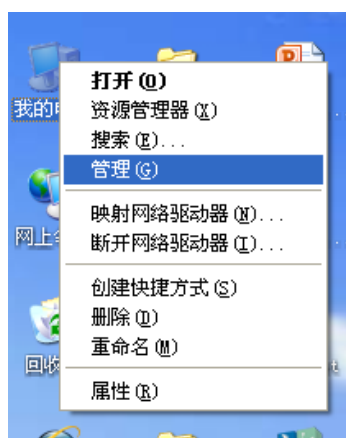 打开(O)
我的
资源管理器(X)
搜索(E)...
管理(G)
映射网络驱动器(N)...
网上
断开网络驱动器(I)...
创建快捷方式(S)
删除(D)
重命名(M)
回收
属性(R)